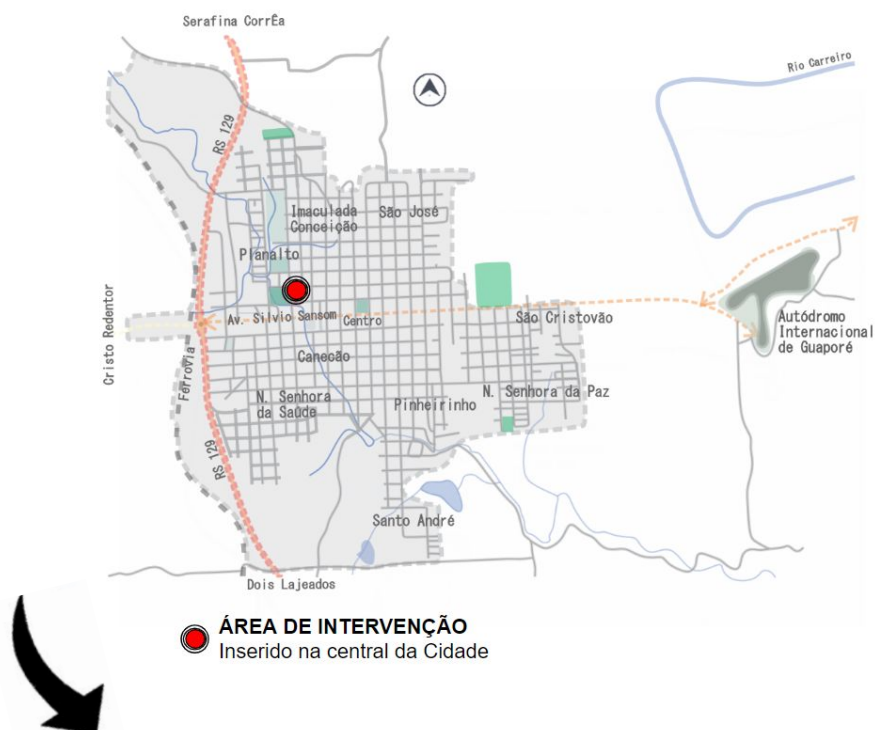 Serafina CorrÊa
Rio Carreiro
RS 129
Imaculada
Conceição
São José
Planalto
Av. Silvio Sansom
Centro
São Cristovão
Autódromo
Internacional
de Guaporé
Cristo Redentor
Ferrovia
Canecão
N. Senhora
da Saúde
Pinheirinho
N. Senhora da Paz
RS 129
Santo André
Dois Lajeados
ÁREA DE INTERVENÇÃO
Inserido na central da Cidade